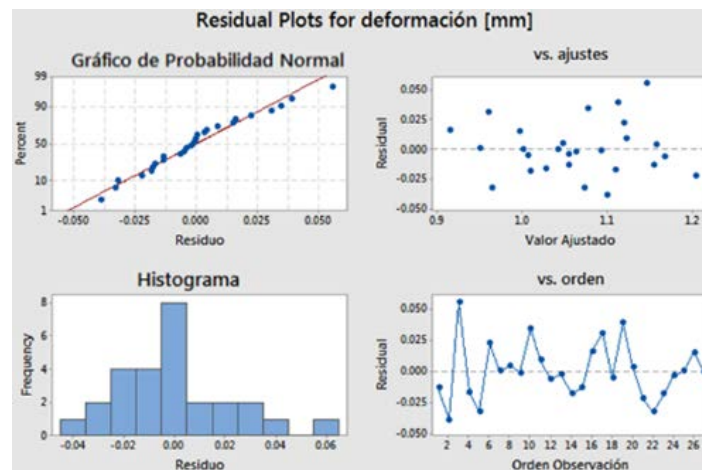 Residual Plots for deformación [mm]
Gráfico de Probabilidad Normal
99
90
50
10
1
Percent
-0.050
-0.025
0.000
0.025
0.050
Residuo
vs. ajustes
0.050
0.025
0.000
-0.025
-0.050
Residual
0.9
1.0
1.1
1.2
Valor Ajustado
Histograma
8
6
4
2
0
Frequency
-0.04
-0.02
0.00
0.02
0.04
0.06
Residuo
vs. orden
0.050
0.025
0.000
-0.025
-0.050
Residual
2 4 6 8 10 12 14 16 18 20 22 24 26
Orden Observación